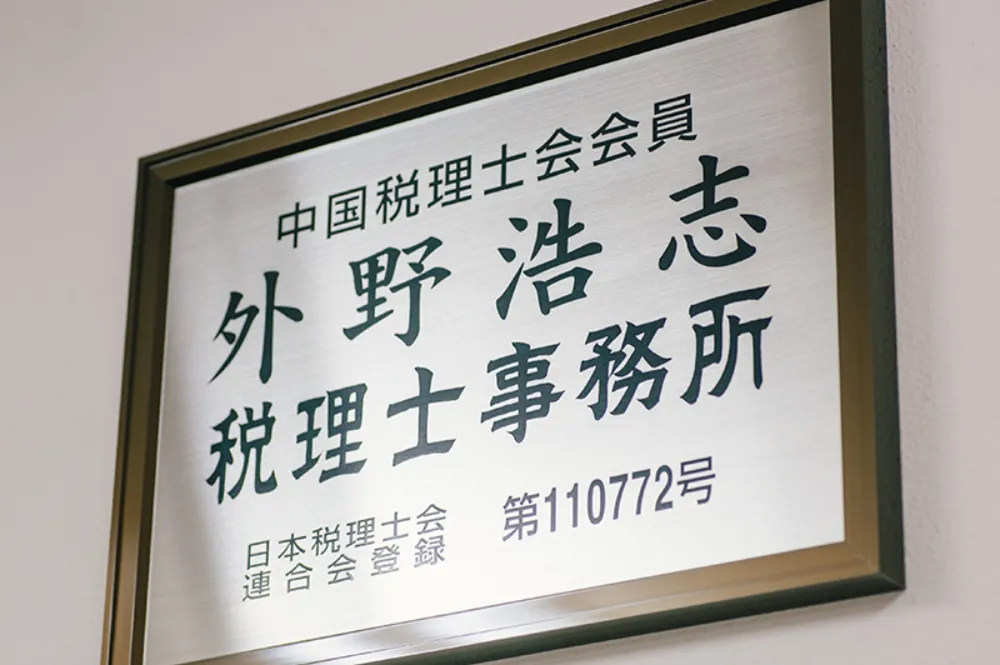 中国税理士会会員
外野浩志
税理士事務所
日本税理士会
連合会登録
第110772号